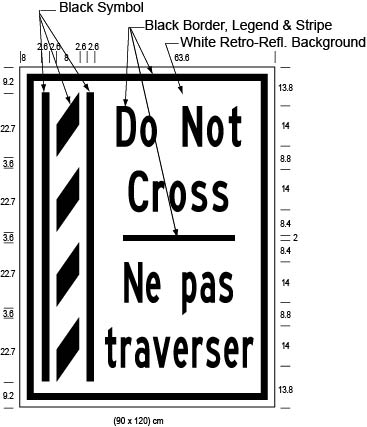 Black Symbol
Black Border, Legend & Stripe
White Retro-Refl. Background
8 2.6 2.6 8 2.6 2.6 63.6
9.2
22.7
3.6
22.7
3.6
22.7
3.6
22.7
9.2
Do Not
Cross
Ne pas
traverser
13.8
14
8.8
14
8.4
2
8.4
14
8.8
14
13.8
(90 x 120) cm